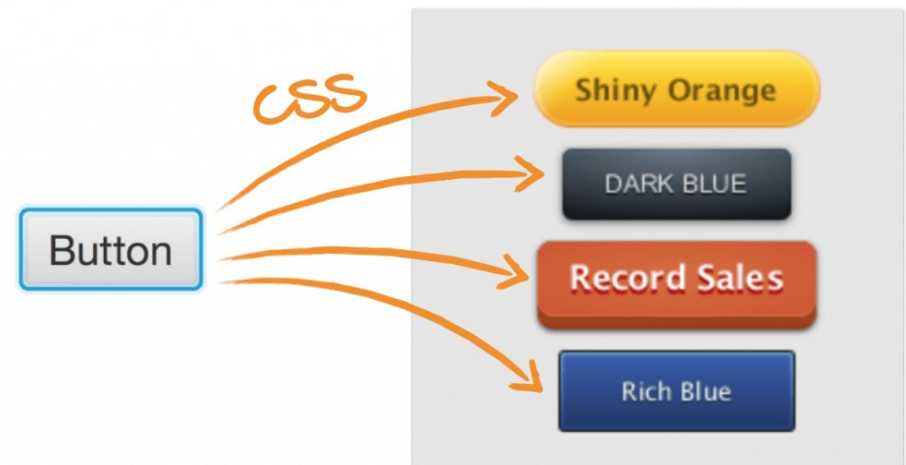 CSS
Button
Shiny Orange
DARK BLUE
Record Sales
Rich Blue